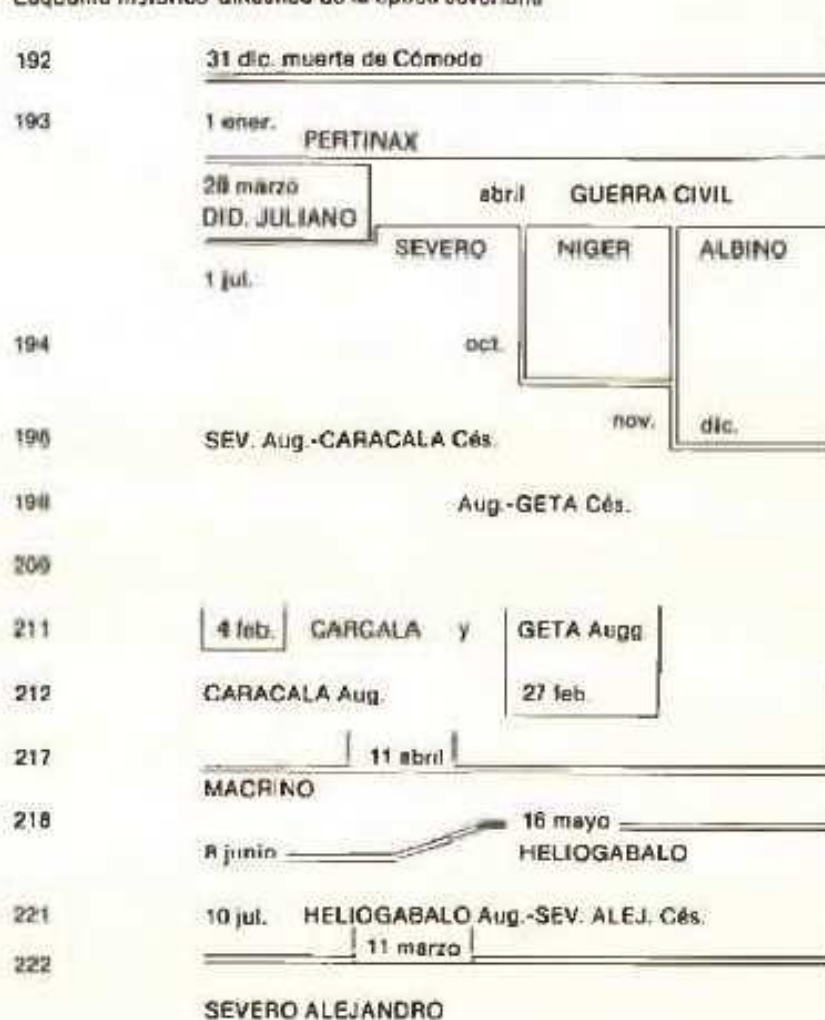 192 31 dic. muerte de Cómodo
193 1 ener.
PERTINAX
28 marzo abril GUERRA CIVIL
DID. JULIANO
SEVERO NIGER ALBINO
1 jul.
194 oct.
nov. dic.
196 SEV. Aug.-CARACALA Cés.
198 Aug.-GETA Cés.
209
211 4 feb. CARCALA y GETA Augg
212 CARACALA Aug. 27 feb.
217 11 abril
MACRINO
218 16 mayo
8 junio HELIOGABALO
221 10 jul. HELIOGABALO Aug.-SEV. ALEJ. Cés.
11 marzo
222
SEVERO ALEJANDRO